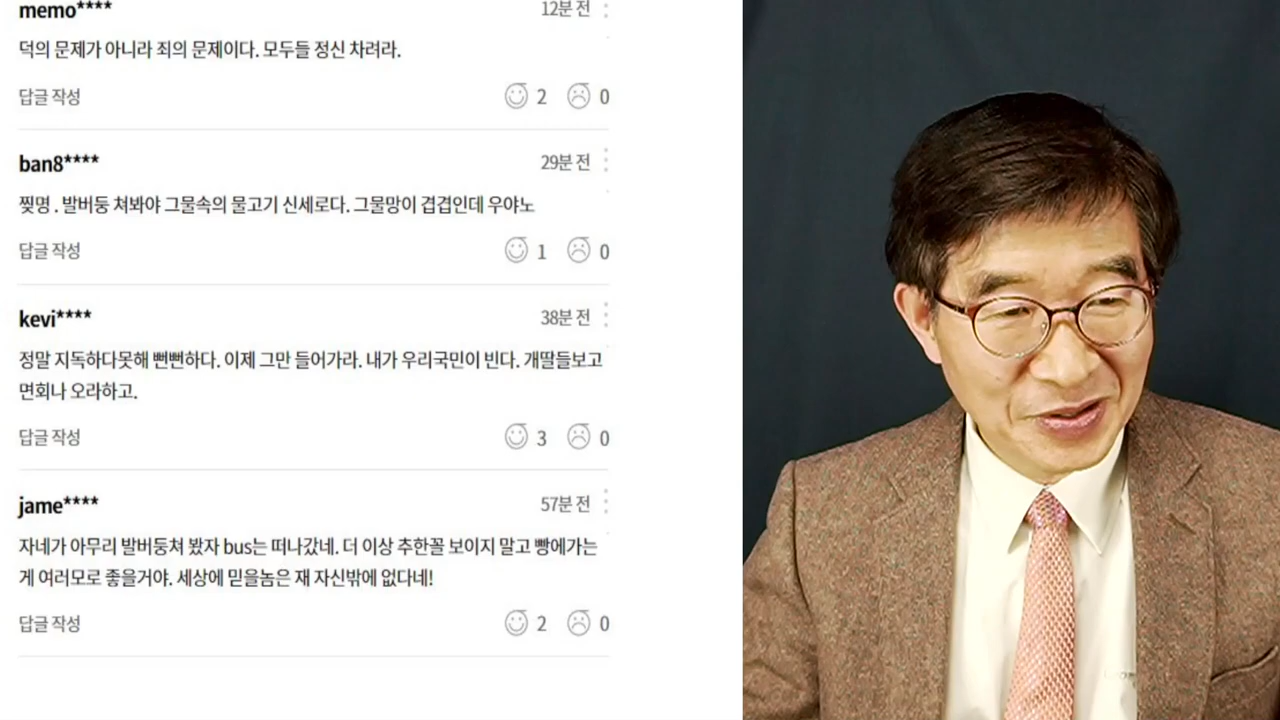 memo****
12분 전
덕의 문제가 아니라 죄의 문제이다. 모두들 정신 차려라.
답글 작성
2
0
ban8****
29분 전
찢명 . 발버둥 쳐봐야 그물속의 물고기 신세로다. 그물망이 겹겹인데 우야노
답글 작성
1
0
kevi****
38분 전
정말 지독하다못해 뻔뻔하다. 이제 그만 들어가라. 내가 우리국민이 빈다. 개딸들보고
면회나 오라하고.
답글 작성
3
0
jame****
57분 전
자네가 아무리 발버둥쳐 봤자 bus는 떠나갔네. 더 이상 추한꼴 보이지 말고 빵에가는
게 여러모로 좋을거야. 세상에 믿을놈은 재 자신밖에 없다네!
답글 작성
2
0